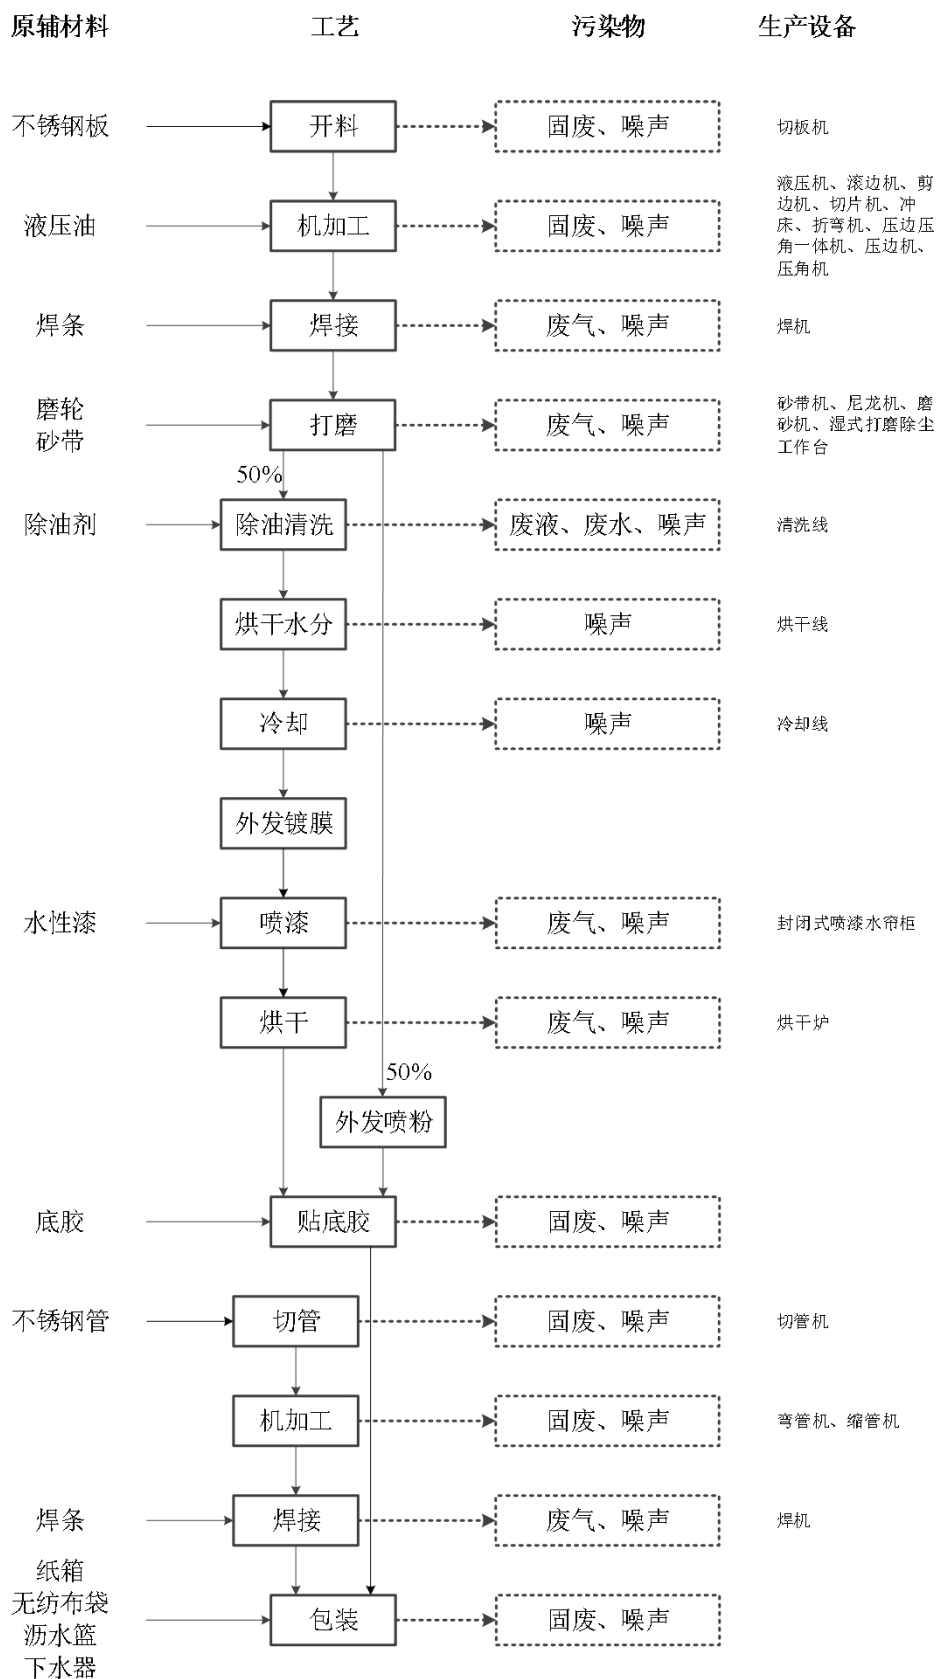 原辅材料 工艺 污染物 生产设备
不锈钢板 开料 固废、噪声 切板机
液压油 机加工 固废、噪声
液压机、滚边机、剪
边机、切片机、冲
床、折弯机、压边压
角一体机、压边机、
压角机
焊条 焊接 废气、噪声 焊机
磨轮
砂带
打磨 废气、噪声
砂带机、尼龙机、磨
砂机、湿式打磨除尘
工作台
50%
除油剂 除油清洗 废液、废水、噪声 清洗线
烘干水分 噪声 烘干线
冷却 噪声 冷却线
外发镀膜
水性漆 喷漆 废气、噪声 封闭式喷漆水帘柜
烘干 废气、噪声 烘干炉
50%
外发喷粉
底胶 贴底胶 固废、噪声
不锈钢管 切管 固废、噪声 切管机
机加工 固废、噪声 弯管机、缩管机
焊条 焊接 废气、噪声 焊机
纸箱
无纺布袋
沥水篮
下水器
包装 固废、噪声